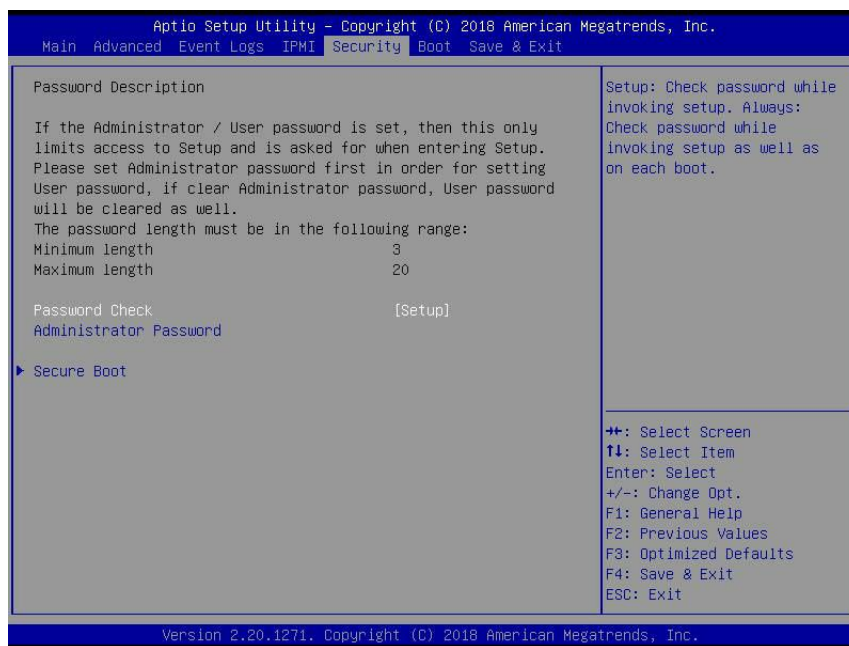 Aptio Setup Utility – Copyright (C) 2018 American Megatrends, Inc.
Main Advanced Event Logs IPMI Security Boot Save & Exit
Password Description
If the Administrator / User password is set, then this only
limits access to Setup and is asked for when entering Setup.
Please set Administrator password first in order for setting
User password, if clear Administrator password, User password
will be cleared as well.
The password length must be in the following range:
Minimum length 3
Maximum length 20
Password Check [Setup]
Administrator Password
Secure Boot
Setup: Check password while
invoking setup. Always:
Check password while
invoking setup as well as
on each boot.
→←: Select Screen
↑↓: Select Item
Enter: Select
+/-: Change Opt.
F1: General Help
F2: Previous Values
F3: Optimized Defaults
F4: Save & Exit
ESC: Exit
Version 2.20.1271. Copyright (C) 2018 American Megatrends, Inc.